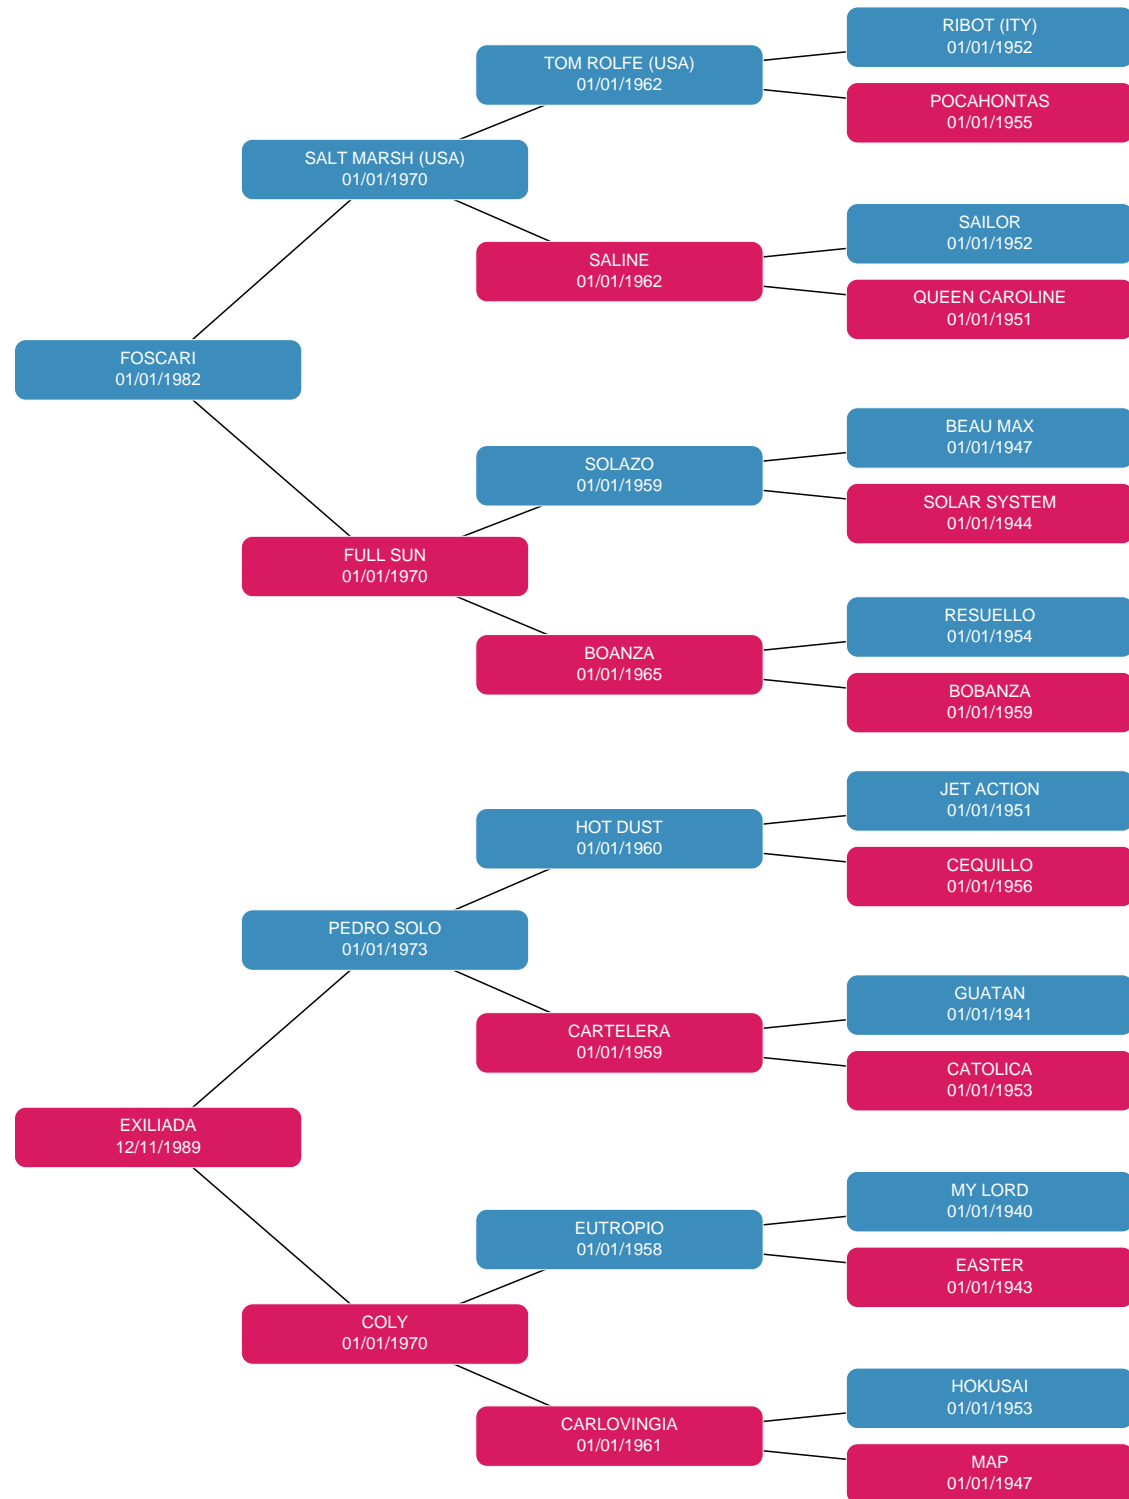 RIBOT (ITY)
01/01/1952
TOM ROLFE (USA)
01/01/1962
POCAHONTAS
01/01/1955
SALT MARSH (USA)
01/01/1970
SAILOR
01/01/1952
SALINE
01/01/1962
QUEEN CAROLINE
01/01/1951
FOSCARI
01/01/1982
BEAU MAX
01/01/1947
SOLAZO
01/01/1959
SOLAR SYSTEM
01/01/1944
FULL SUN
01/01/1970
RESUELLO
01/01/1954
BOANZA
01/01/1965
BOBANZA
01/01/1959
JET ACTION
01/01/1951
HOT DUST
01/01/1960
CEQUILLO
01/01/1956
PEDRO SOLO
01/01/1973
GUATAN
01/01/1941
CARTELERA
01/01/1959
CATOLICA
01/01/1953
EXILIADA
12/11/1989
MY LORD
01/01/1940
EUTROPIO
01/01/1958
EASTER
01/01/1943
COLY
01/01/1970
HOKUSAI
01/01/1953
CARLOVINGIA
01/01/1961
MAP
01/01/1947